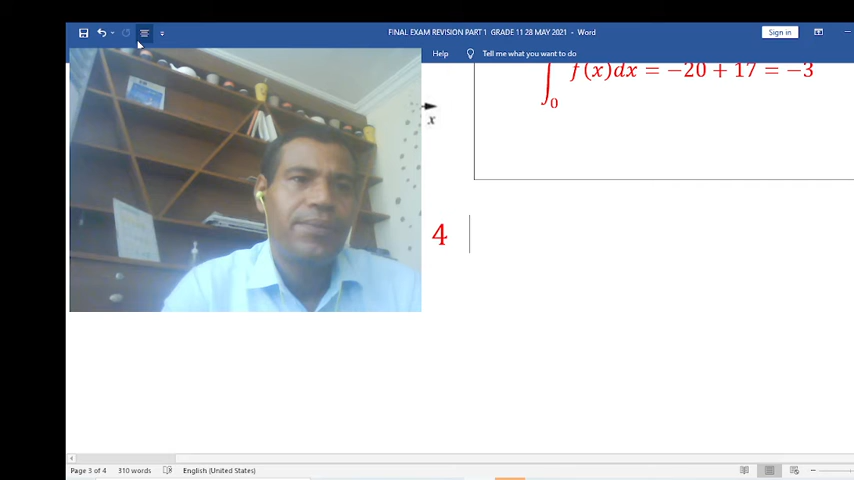 FINAL EXAM REVISION PART 1 GRADE 11 28 MAY 2021 - Word
Sign in
Help
Tell me what you want to do
∫₀ f(x)dx = −20 + 17 = −3
x
4
Page 3 of 4
310 words
English (United States)